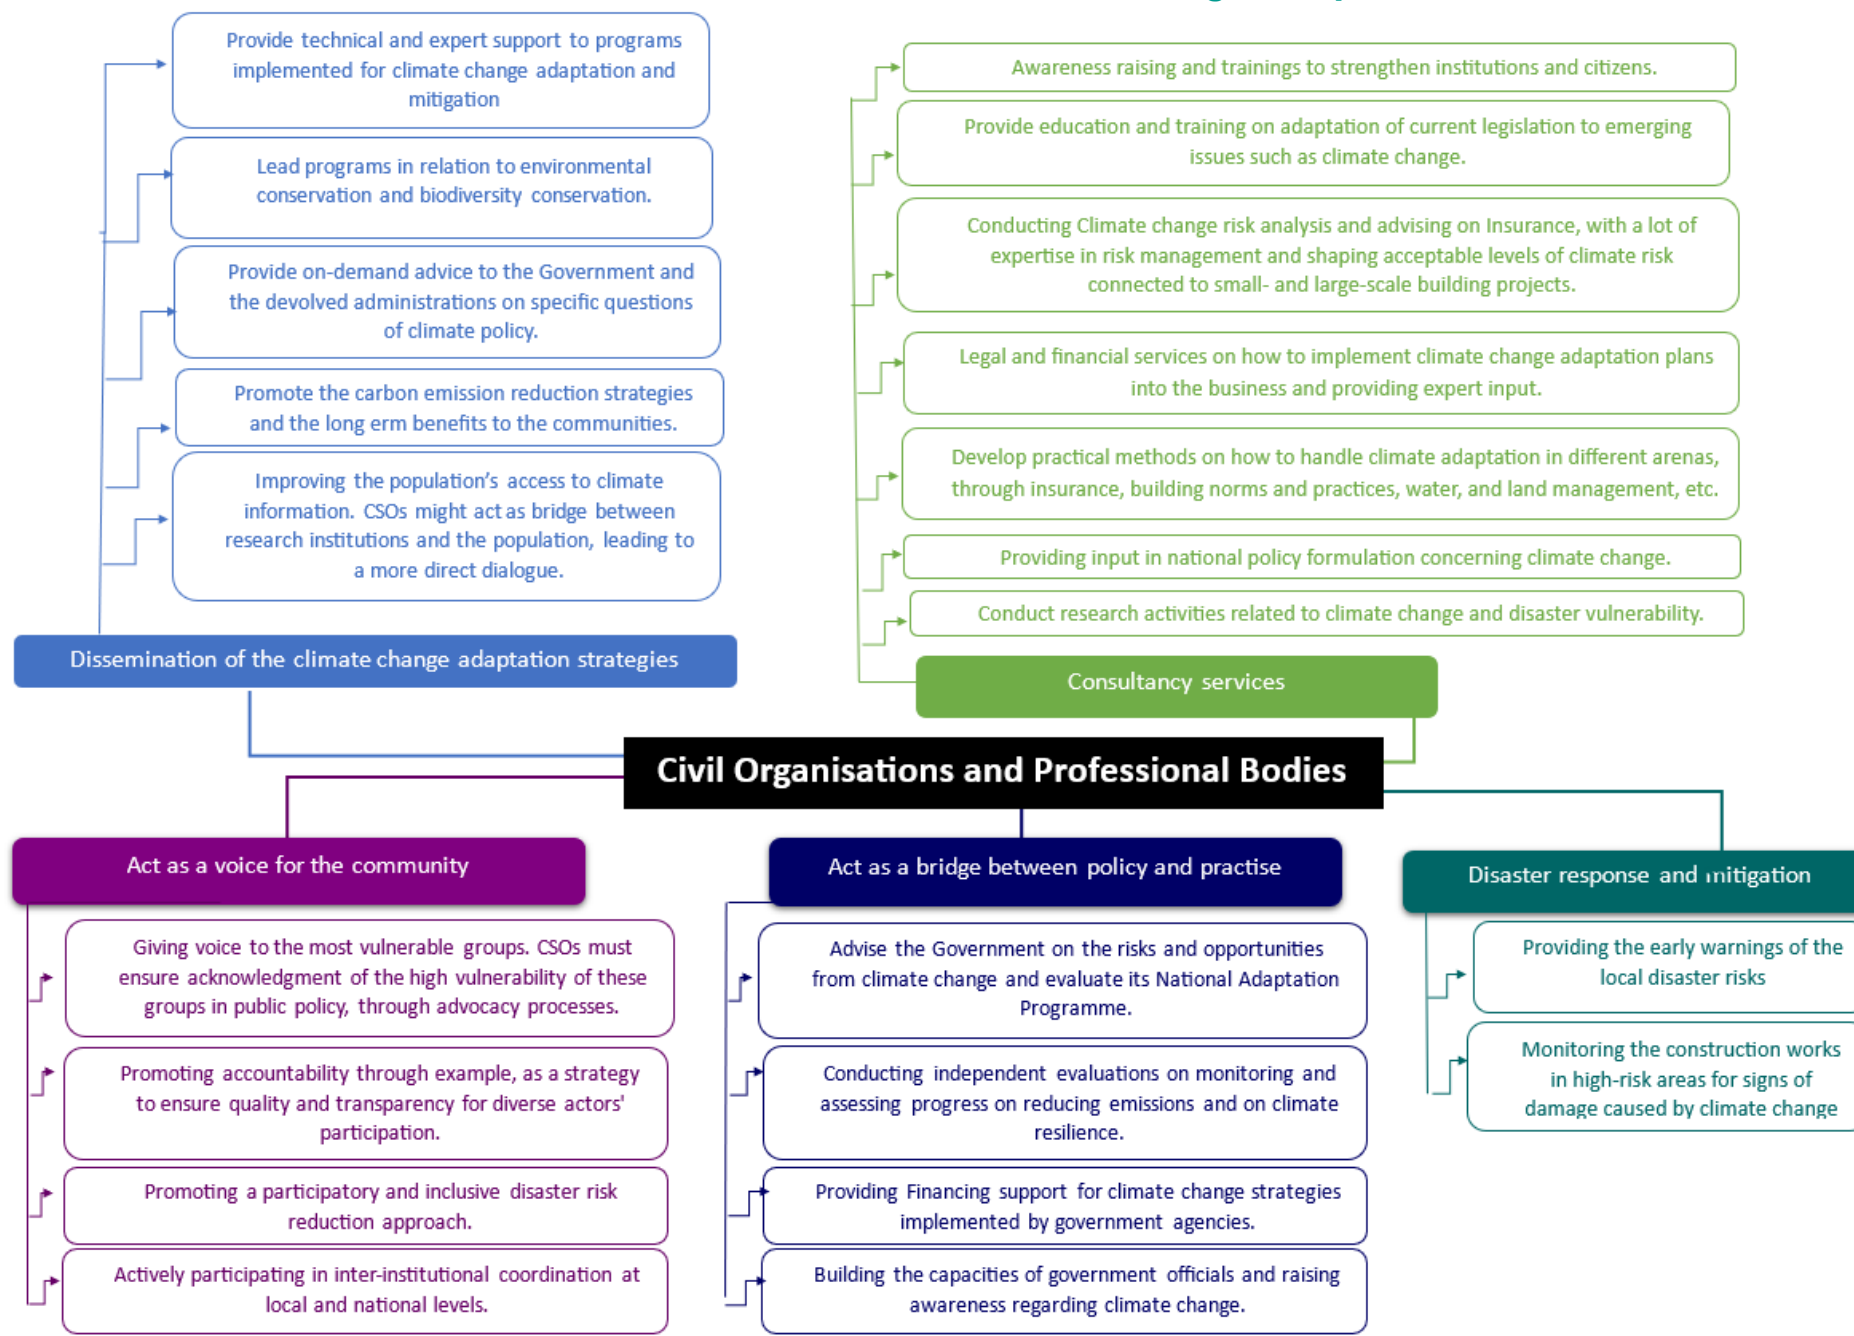 Provide technical and expert support to programs
implemented for climate change adaptation and
mitigation
Lead programs in relation to environmental
conservation and biodiversity conservation.
Provide on-demand advice to the Government and
the devolved administrations on specific questions
of climate policy.
Promote the carbon emission reduction strategies
and the long erm benefits to the communities.
Improving the population's access to climate
information. CSOs might act as bridge between
research institutions and the population, leading to
a more direct dialogue.
Dissemination of the climate change adaptation strategies
Awareness raising and trainings to strengthen institutions and citizens.
Provide education and training on adaptation of current legislation to emerging
issues such as climate change.
Conducting Climate change risk analysis and advising on Insurance, with a lot of
expertise in risk management and shaping acceptable levels of climate risk
connected to small- and large-scale building projects.
Legal and financial services on how to implement climate change adaptation plans
into the business and providing expert input.
Develop practical methods on how to handle climate adaptation in different arenas,
through insurance, building norms and practices, water, and land management, etc.
Providing input in national policy formulation concerning climate change.
Conduct research activities related to climate change and disaster vulnerability.
Consultancy services
Civil Organisations and Professional Bodies
Act as a voice for the community
Giving voice to the most vulnerable groups. CSOs must
ensure acknowledgment of the high vulnerability of these
groups in public policy, through advocacy processes.
Promoting accountability through example, as a strategy
to ensure quality and transparency for diverse actors'
participation.
Promoting a participatory and inclusive disaster risk
reduction approach.
Actively participating in inter-institutional coordination at
local and national levels.
Act as a bridge between policy and practise
Advise the Government on the risks and opportunities
from climate change and evaluate its National Adaptation
Programme.
Conducting independent evaluations on monitoring and
assessing progress on reducing emissions and on climate
resilience.
Providing Financing support for climate change strategies
implemented by government agencies.
Building the capacities of government officials and raising
awareness regarding climate change.
Disaster response and mitigation
Providing the early warnings of the
local disaster risks
Monitoring the construction works
in high-risk areas for signs of
damage caused by climate change